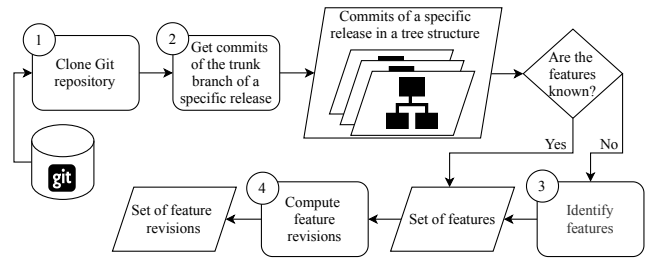 1
Clone Git
repository
2
Get commits
of the trunk
branch of a
specific release
Commits of a specific
release in a tree structure
Are the
features
known?
Yes
No
git
Set of feature
revisions
4
Compute
feature
revisions
Set of features
3
Identify
features